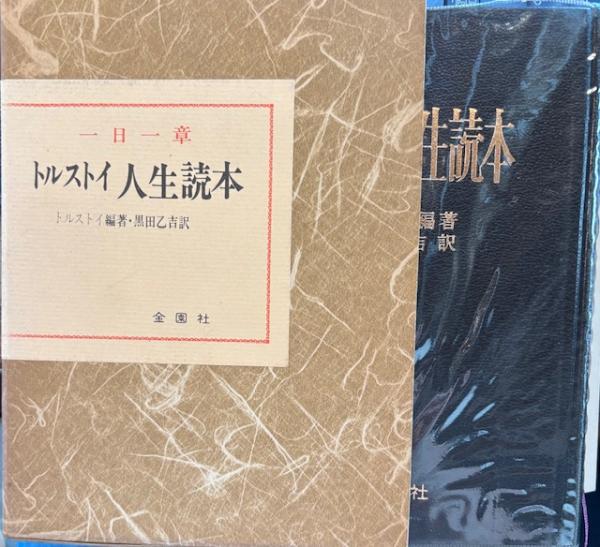 一日一章
トルストイ 人生読本
トルストイ編著・黒田乙吉訳
金園社
生読本
編著
吉訳
社